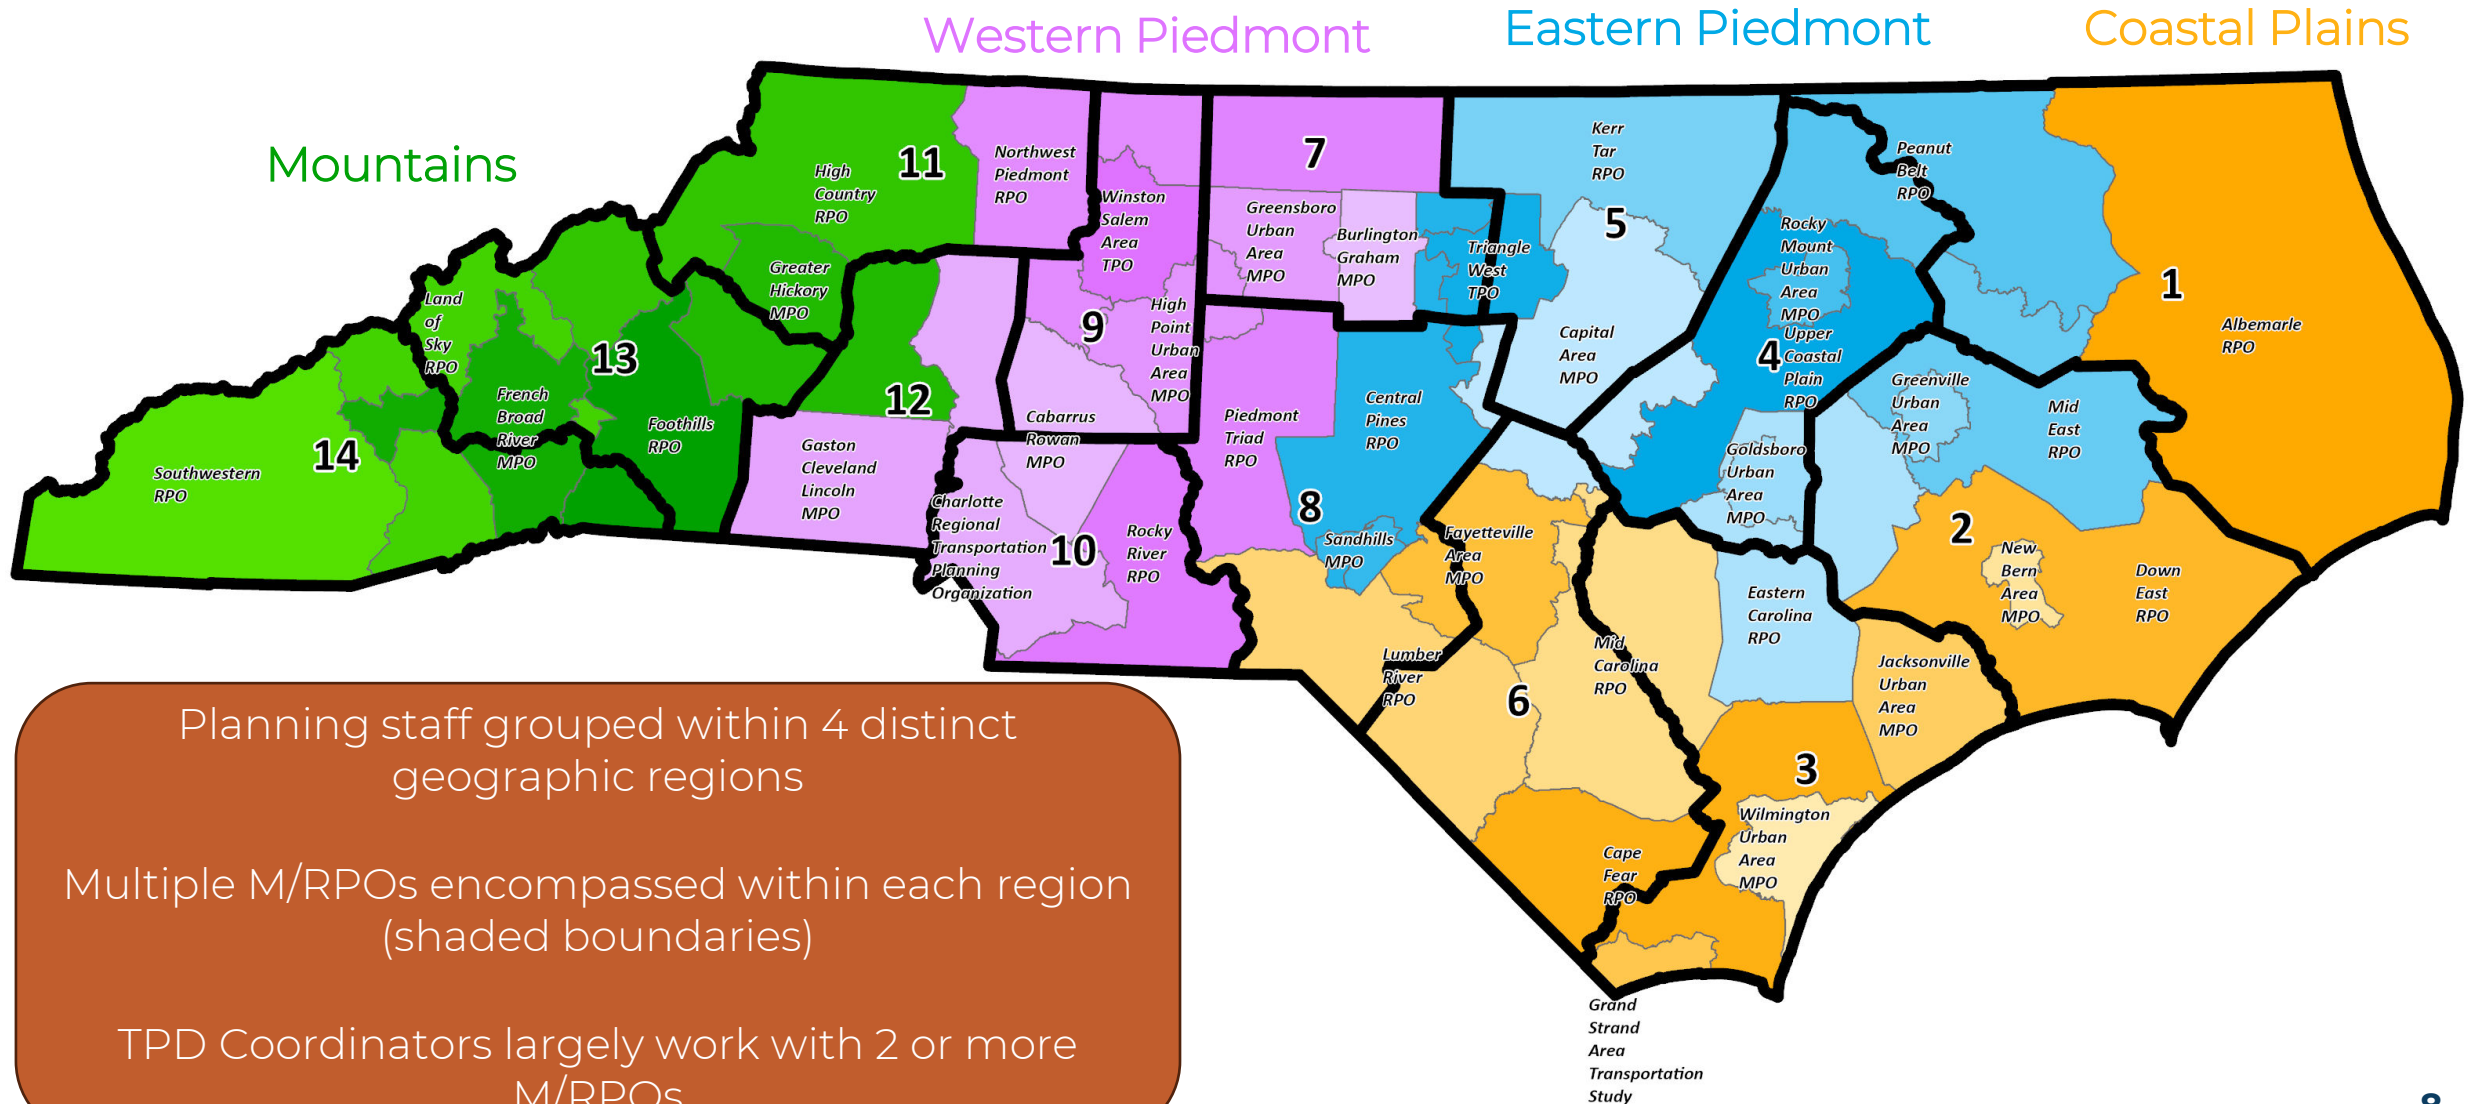 Western Piedmont
Eastern Piedmont
Coastal Plains
Mountains
11
High
Country
RPO
Northwest
Piedmont
RPO
Greater
Hickory
MPO
Winston
Salem
Area
TPO
7
Greensboro
Urban
Area
MPO
Burlington
Graham
MPO
Kerr
Tar
RPO
5
Triangle
West
TPO
Capital
Area
MPO
Peanut
Belt
RPO
Rocky
Mount
Urban
Area
MPO
4
Upper
Coastal
Plain
RPO
1
Albemarle
RPO
Land
of
Sky
RPO
13
French
Broad
River
MPO
Foothills
RPO
14
Southwestern
RPO
12
Gaston
Cleveland
Lincoln
MPO
9
High
Point
Urban
Area
MPO
Cabarrus
Rowan
MPO
Charlotte
Regional
Transportation
Planning
Organization
10
Rocky
River
RPO
Piedmont
Triad
RPO
Central
Pines
RPO
8
Sandhills
MPO
Fayetteville
Area
MPO
Goldsboro
Urban
Area
MPO
Greenville
Urban
Area
MPO
Mid
East
RPO
2
New
Bern
Area
MPO
Down
East
RPO
Eastern
Carolina
RPO
Jacksonville
Urban
Area
MPO
Lumber
River
RPO
6
Mid
Carolina
RPO
3
Wilmington
Urban
Area
MPO
Cape
Fear
RPO
Grand
Strand
Area
Transportation
Study
Planning staff grouped within 4 distinct
geographic regions
Multiple M/RPOs encompassed within each region
(shaded boundaries)
TPD Coordinators largely work with 2 or more
M/RPOs
8